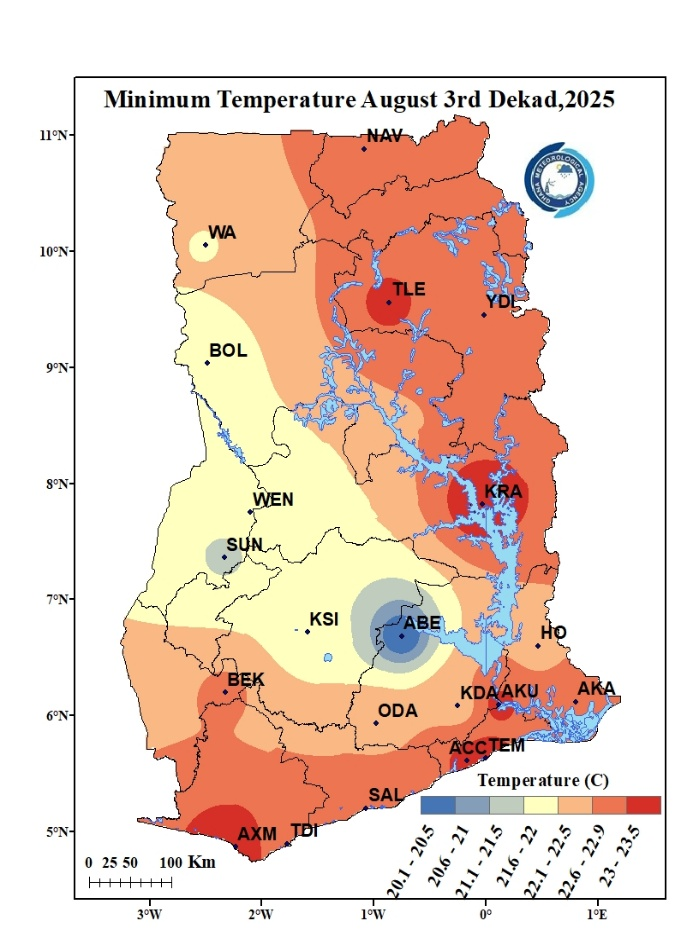 Minimum Temperature August 3rd Dekad,2025
11°N
NAV
GHANA METEOROLOGICAL AGENCY
WA
10°N
TLE
YDI
BOL
9°N
8°N
KRA
WEN
SUN
7°N
KSI
ABE
HO
BEK
KDA
AKU
AKA
6°N
ODA
ACC
TEM
Temperature (C)
SAL
5°N
AXM
TDI
20.1 - 20.5
20.6 - 21
21.1 - 21.5
21.6 - 22
22.1 - 22.5
22.6 - 22.9
23 - 23.5
0 25 50 100 Km
3°W
2°W
1°W
0°
1°E